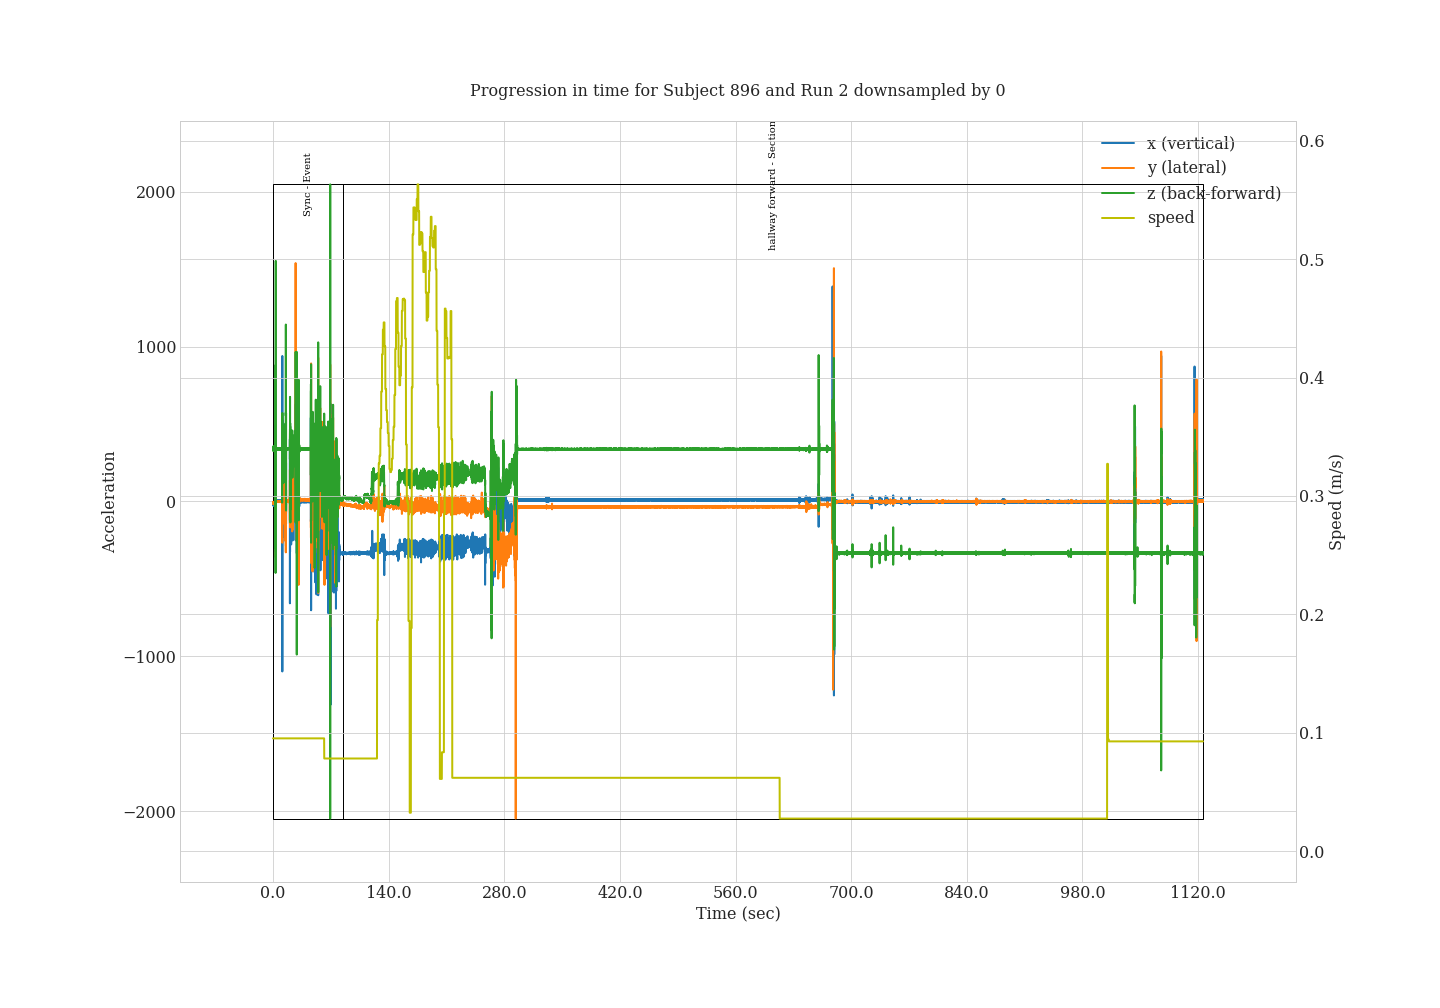 Progression in time for Subject 896 and Run 2 downsampled by 0
Sync - Event
hallway forward - Section
x (vertical)
y (lateral)
z (back-forward)
speed
2000
1000
0
−1000
−2000
Acceleration
0.6
0.5
0.4
0.3
0.2
0.1
0.0
Speed (m/s)
0.0 140.0 280.0 420.0 560.0 700.0 840.0 980.0 1120.0
Time (sec)